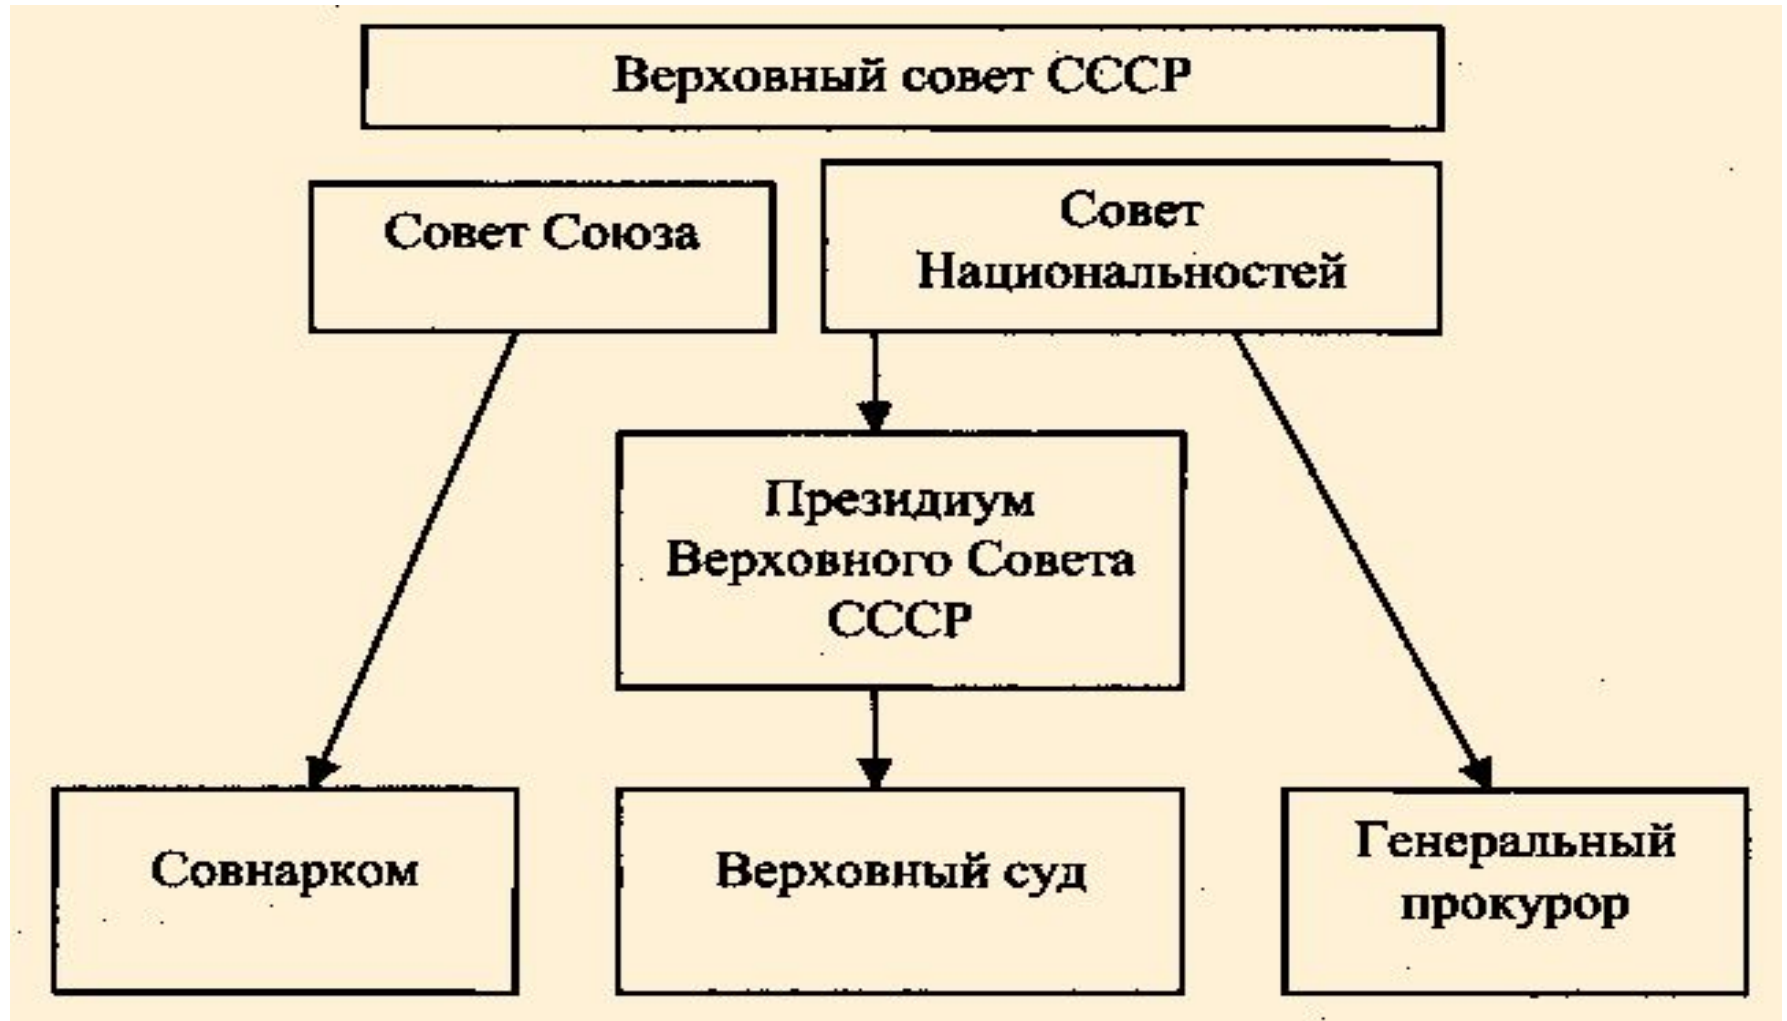 Верховный совет СССР
Совет Союза
Совет
Национальностей
Президиум
Верховного Совета
СССР
Совнарком
Верховный суд
Генеральный
прокурор